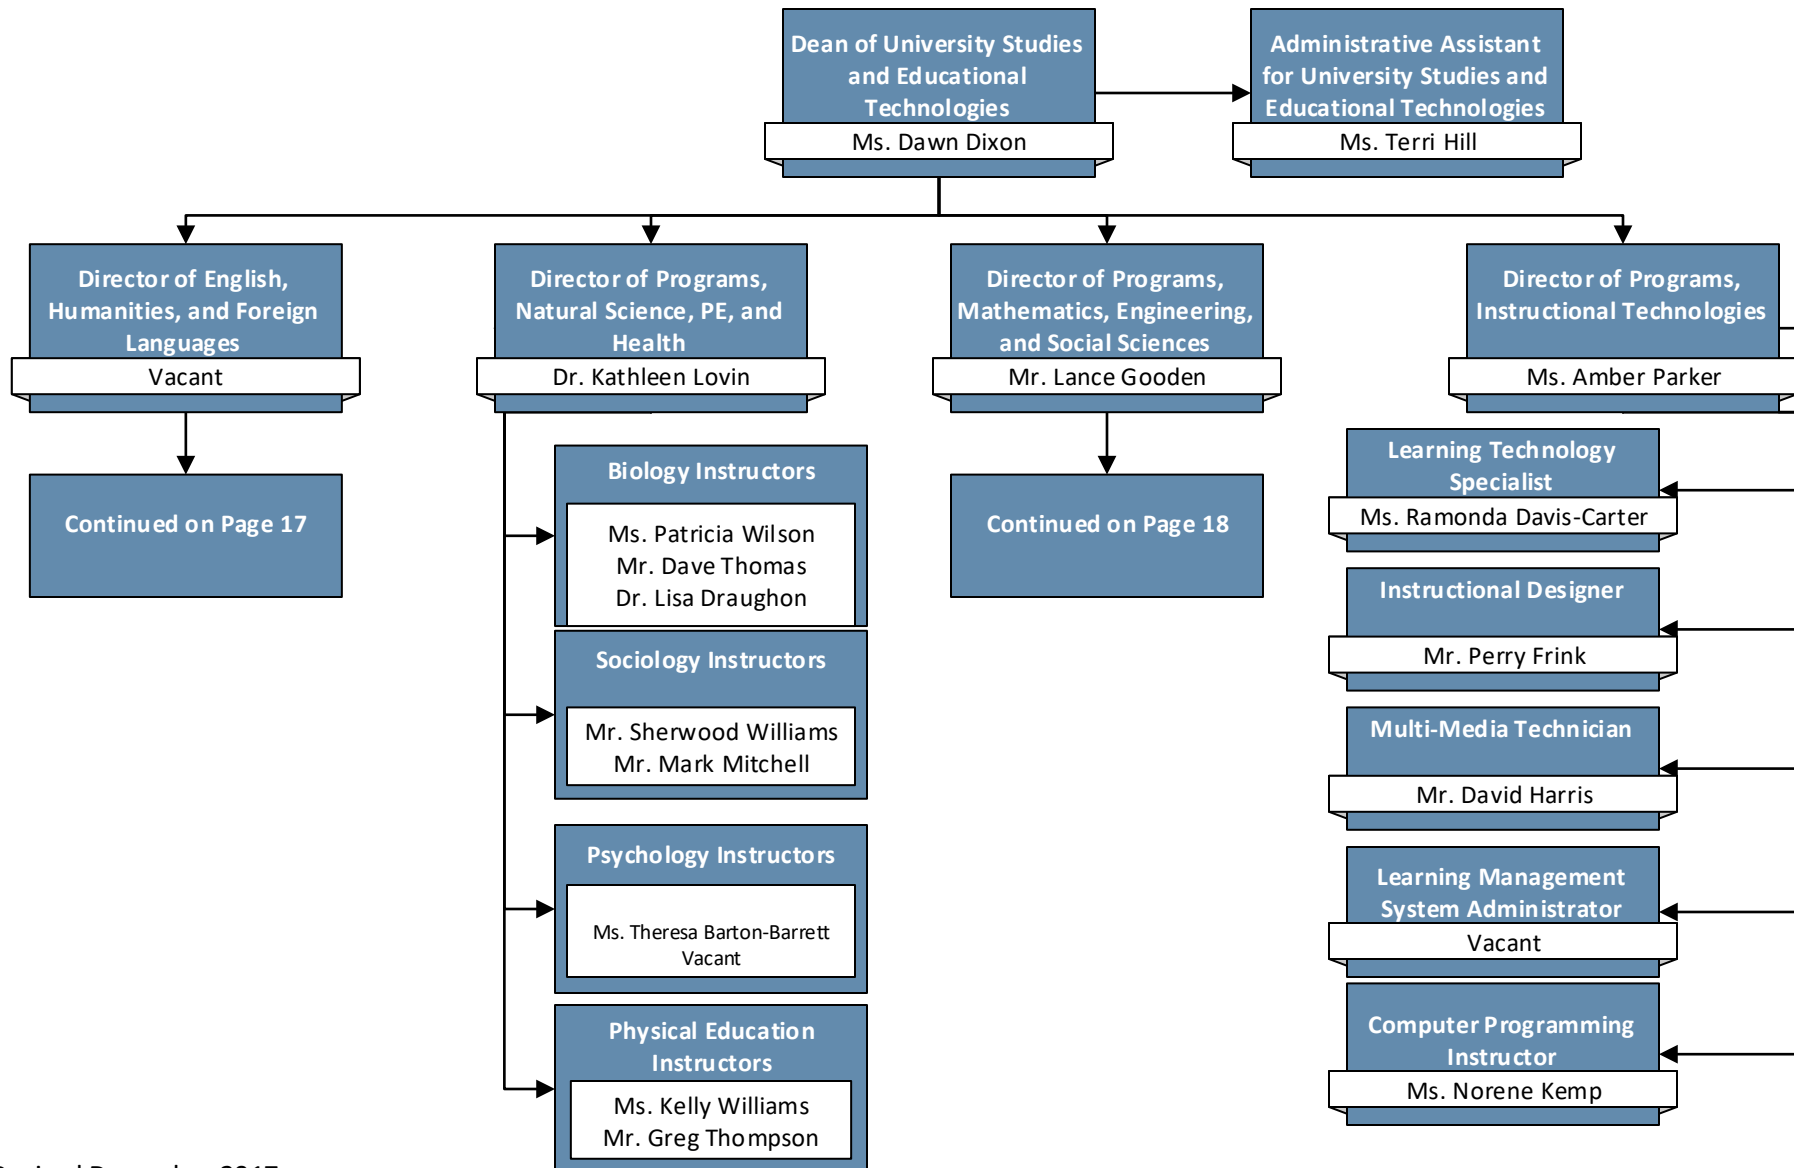 Dean of University Studies
and Educational
Technologies
Ms. Dawn Dixon
Administrative Assistant
for University Studies and
Educational Technologies
Ms. Terri Hill
Director of English,
Humanities, and Foreign
Languages
Vacant
Continued on Page 17
Director of Programs,
Natural Science, PE, and
Health
Dr. Kathleen Lovin
Biology Instructors
Ms. Patricia Wilson
Mr. Dave Thomas
Dr. Lisa Draughon
Sociology Instructors
Mr. Sherwood Williams
Mr. Mark Mitchell
Psychology Instructors
Ms. Theresa Barton-Barrett
Vacant
Physical Education
Instructors
Ms. Kelly Williams
Mr. Greg Thompson
Director of Programs,
Mathematics, Engineering,
and Social Sciences
Mr. Lance Gooden
Continued on Page 18
Director of Programs,
Instructional Technologies
Ms. Amber Parker
Learning Technology
Specialist
Ms. Ramonda Davis-Carter
Instructional Designer
Mr. Perry Frink
Multi-Media Technician
Mr. David Harris
Learning Management
System Administrator
Vacant
Computer Programming
Instructor
Ms. Norene Kemp